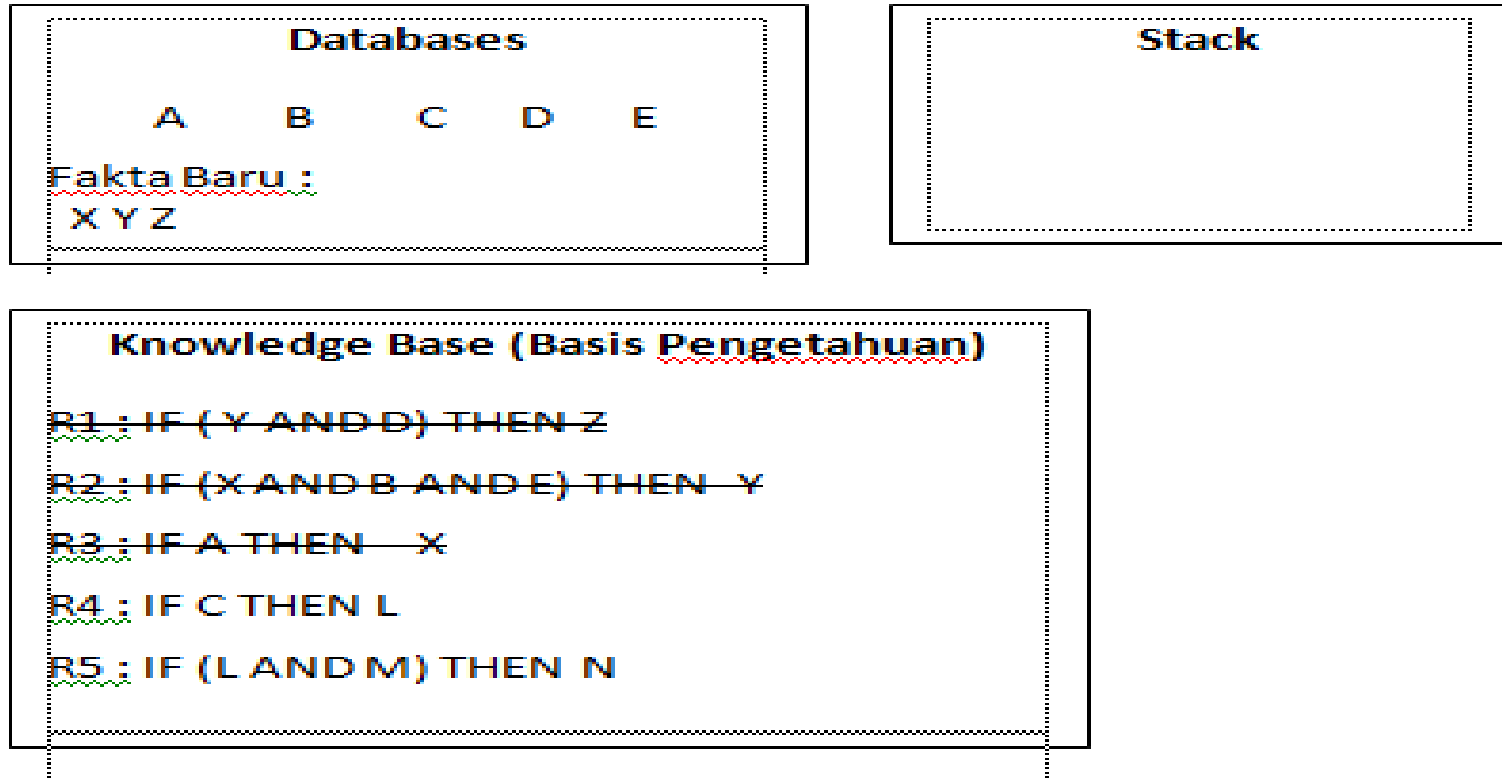 Databases
A B C D E
Fakta Baru :
X Y Z
Stack
Knowledge Base (Basis Pengetahuan)
R1 : IF ( Y AND D) THEN Z
R2 : IF (X AND B AND E) THEN Y
R3 : IF A THEN X
R4 : IF C THEN L
R5 : IF (L AND M) THEN N